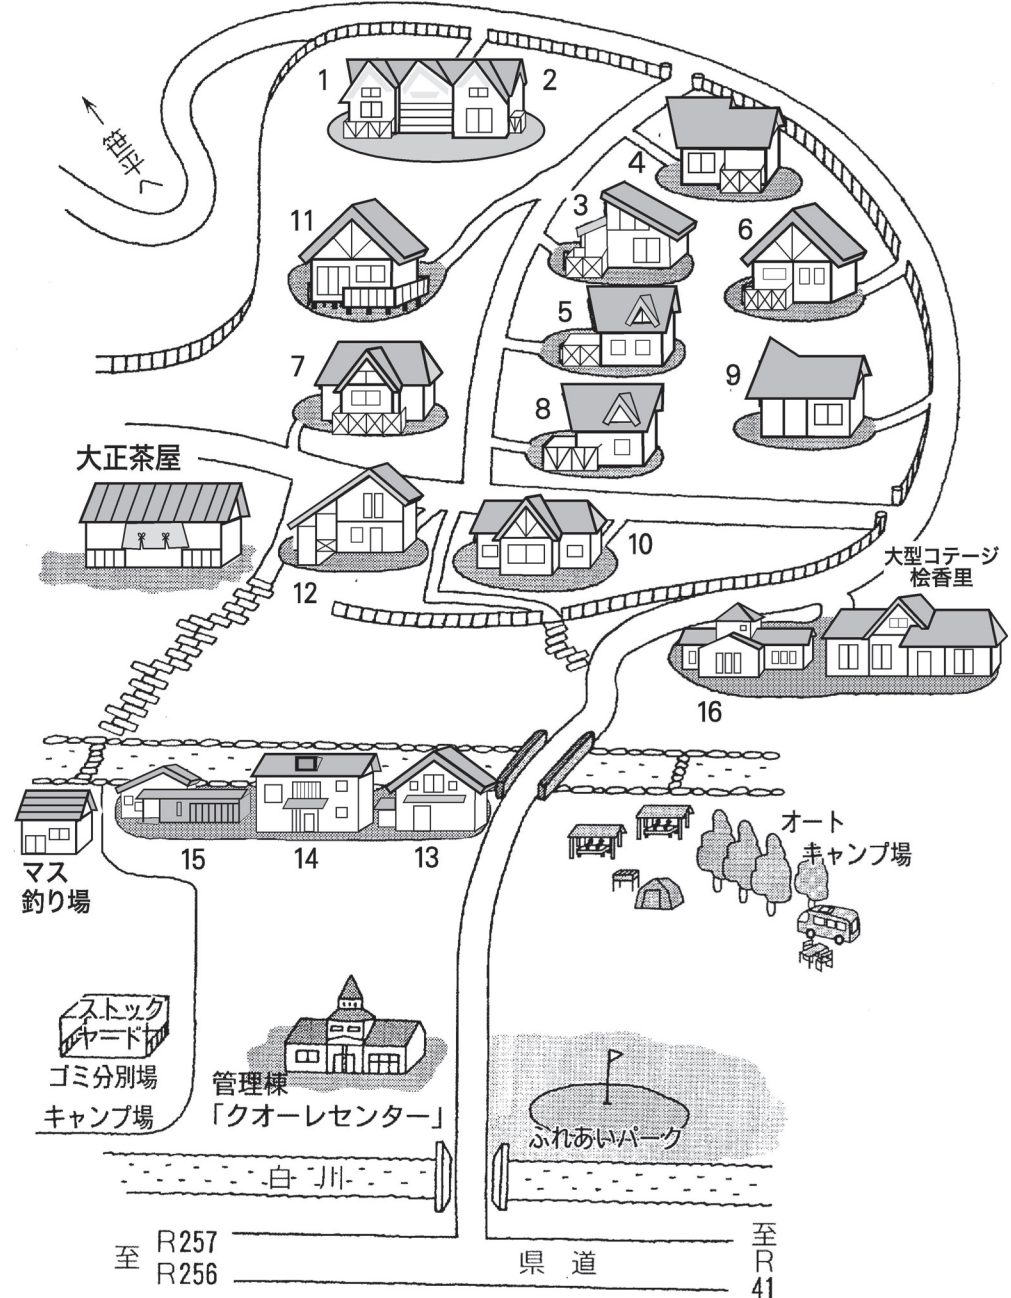 1
2
笹平へ
4
3
11
6
5
7
9
8
大正茶屋
10
大型コテージ
桧香里
12
16
オート
キャンプ場
15
14
13
マス
釣り場
ストック
ヤード
ゴミ分別場
キャンプ場
管理棟
「クオーレセンター」
ふれあいパーク
白川
至
R257
R256
県道
至
R
41